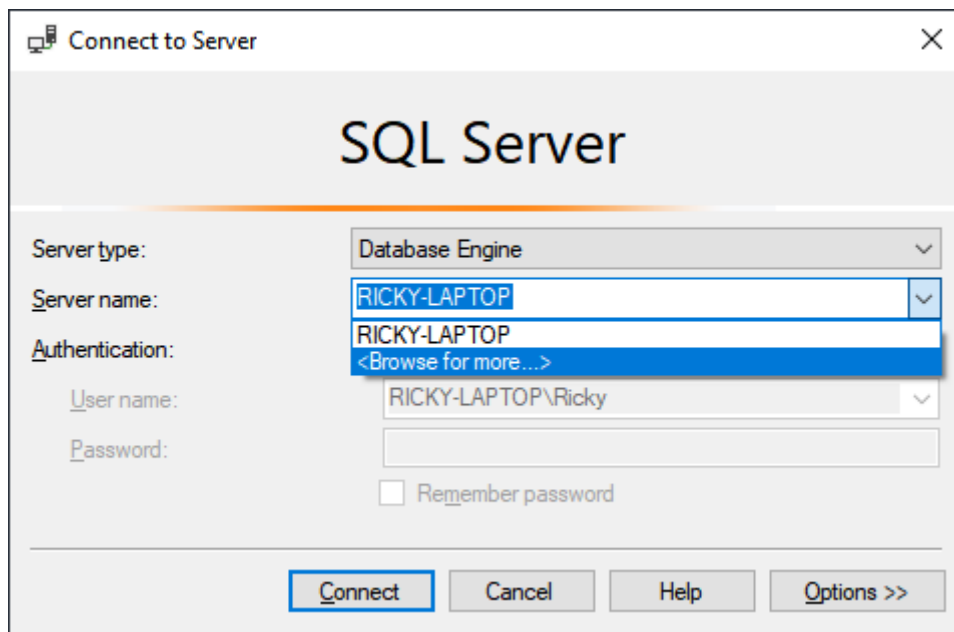 Connect to Server
SQL Server
Server type: Database Engine
Server name: RICKY-LAPTOP
RICKY-LAPTOP
Authentication: <Browse for more...>
User name: RICKY-LAPTOP\Ricky
Password:
Remember password
Connect Cancel Help Options >>